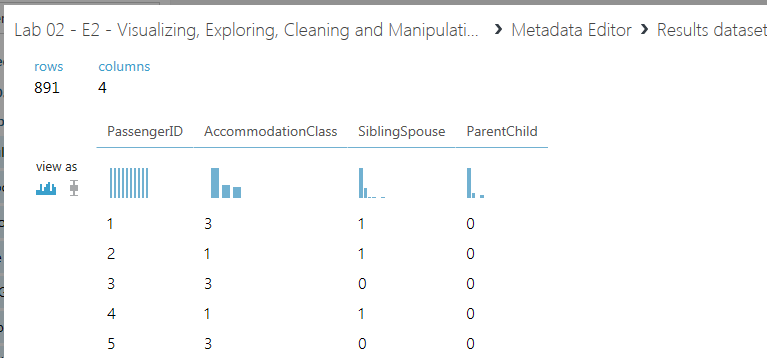 Lab 02 - E2 - Visualizing, Exploring, Cleaning and Manipulati... > Metadata Editor > Results dataset
rows columns
891 4
PassengerID AccommodationClass SiblingSpouse ParentChild
view as
1 3 1 0
2 1 1 0
3 3 0 0
4 1 1 0
5 3 0 0